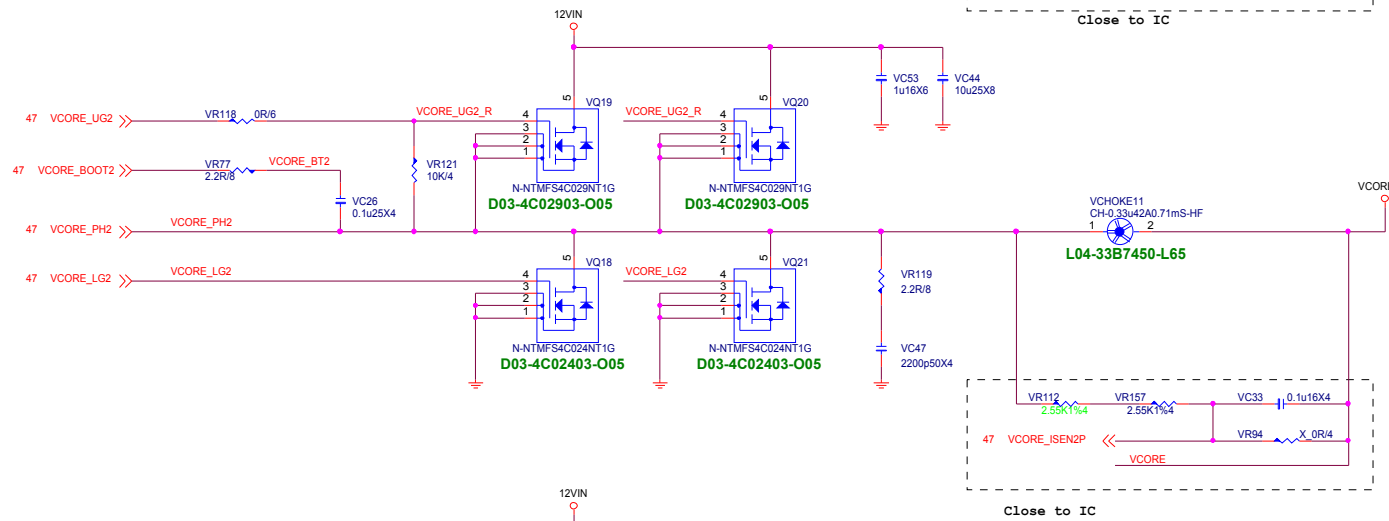 Close to IC
12VIN
VC53
1u16X6
VC44
10u25X8
47 VCORE_UG2
VR118 0R/6
VCORE_UG2_R
5
VQ19
4
3
2
1
N-NTMFS4C029NT1G
D03-4C02903-O05
VCORE_UG2_R
5
VQ20
4
3
2
1
N-NTMFS4C029NT1G
D03-4C02903-O05
47 VCORE_BOOT2
VR77
2.2R/8
VCORE_BT2
VR121
10K/4
VC26
0.1u25X4
47 VCORE_PH2
VCORE_PH2
VCHOKE11
CH-0.33u42A0.71mS-HF
1 2
L04-33B7450-L65
VCORE
47 VCORE_LG2
VCORE_LG2
5
VQ18
4
3
2
1
N-NTMFS4C024NT1G
D03-4C02403-O05
VCORE_LG2
5
VQ21
4
3
2
1
N-NTMFS4C024NT1G
D03-4C02403-O05
VR119
2.2R/8
VC47
2200p50X4
VR112
2.55K1%4
VR157
2.55K1%4
VC33
0.1u16X4
47 VCORE_ISEN2P
VR94 X_0R/4
VCORE
12VIN
Close to IC